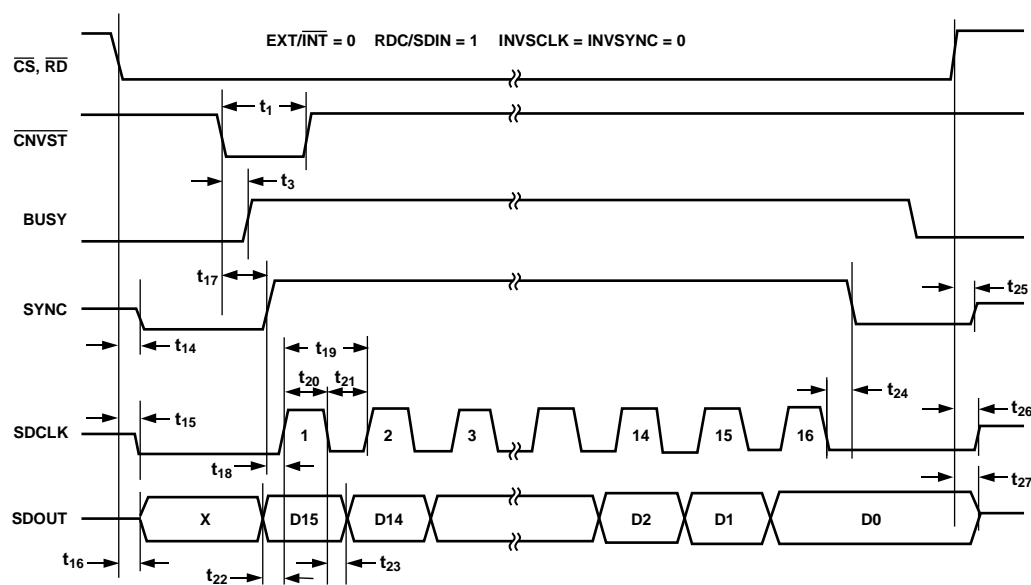 EXT/INT = 0 RDC/SDIN = 1 INVSCLK = INVSYNC = 0
CS, RD
t1
CNVST
t3
BUSY
t17
SYNC
t25
t14
t19
t20 t21
t24
t15
t26
SDCLK
1 2 3 14 15 16
t18
t27
SDOUT
X D15 D14 D2 D1 D0
t16
t22 t23